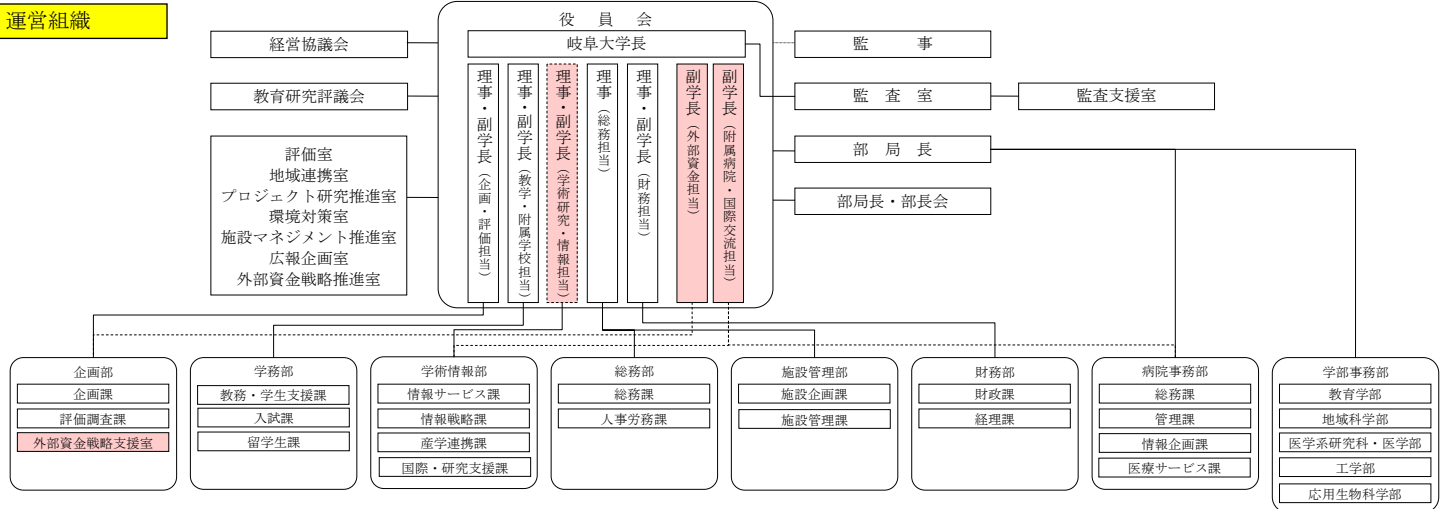 運営組織
役　員　会
岐阜大学長
経営協議会
教育研究評議会
評価室
地域連携室
プロジェクト研究推進室
環境対策室
施設マネジメント推進室
広報企画室
外部資金戦略推進室
理事・副学長（企画・評価担当）
理事・副学長（教学・附属学校担当）
理事・副学長（学術研究・情報担当）
理事（総務担当）
理事・副学長（財務担当）
副学長（外部資金担当）
副学長（附属病院・国際交流担当）
監　　事
監　査　室
監査支援室
部　局　長
部局長・部長会
企画部
企画課
評価調査課
外部資金戦略支援室
学務部
教務・学生支援課
入試課
留学生課
学術情報部
情報サービス課
情報戦略課
産学連携課
国際・研究支援課
総務部
総務課
人事労務課
施設管理部
施設企画課
施設管理課
財務部
財政課
経理課
病院事務部
総務課
管理課
情報企画課
医療サービス課
学部事務部
教育学部
地域科学部
医学系研究科・医学部
工学部
応用生物科学部